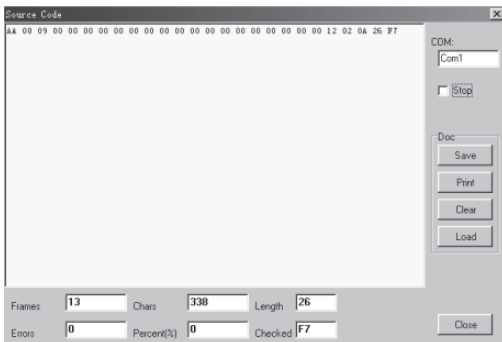 Source Code
AA 00 09 00 00 00 00 00 00 00 00 00 00 00 00 00 00 00 00 00 00 12 02 0A 26 F7
COM:
Com1
Stop
Doc
Save
Print
Clear
Load
Frames 13 Chars 338 Length 26
Errors 0 Percent(%) 0 Checked F7
Close